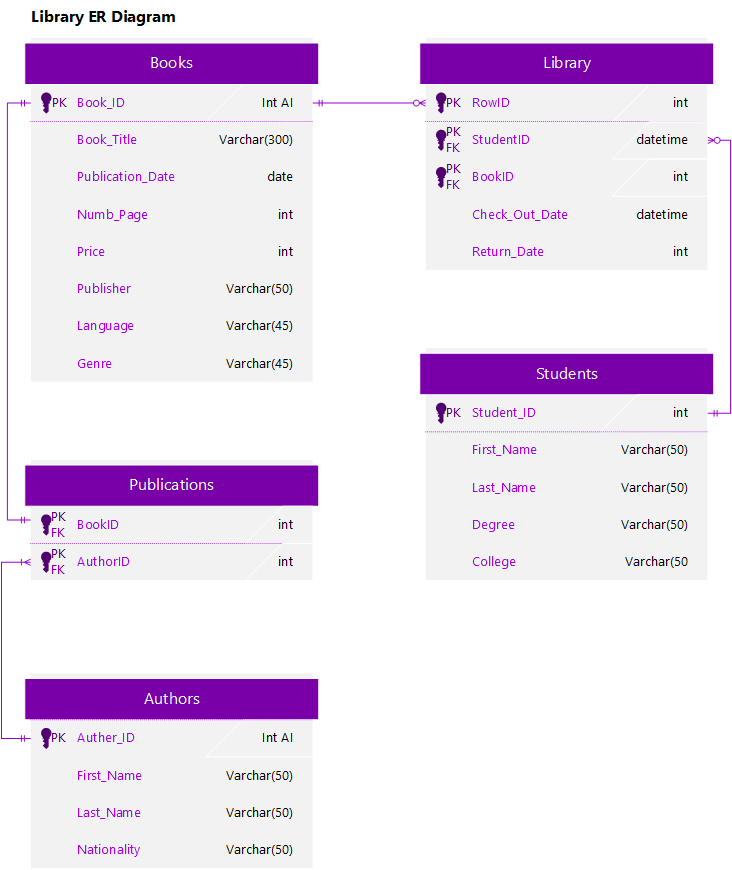 Library ER Diagram
Books
PK Book_ID Int AI
Book_Title Varchar(300)
Publication_Date date
Numb_Page int
Price int
Publisher Varchar(50)
Language Varchar(45)
Genre Varchar(45)
Library
PK RowID int
PK
FK StudentID datetime
PK
FK BookID int
Check_Out_Date datetime
Return_Date int
Students
PK Student_ID int
First_Name Varchar(50)
Last_Name Varchar(50)
Degree Varchar(50)
College Varchar(50
Publications
PK
FK BookID int
PK
FK AuthorID int
Authors
PK Auther_ID Int AI
First_Name Varchar(50)
Last_Name Varchar(50)
Nationality Varchar(50)